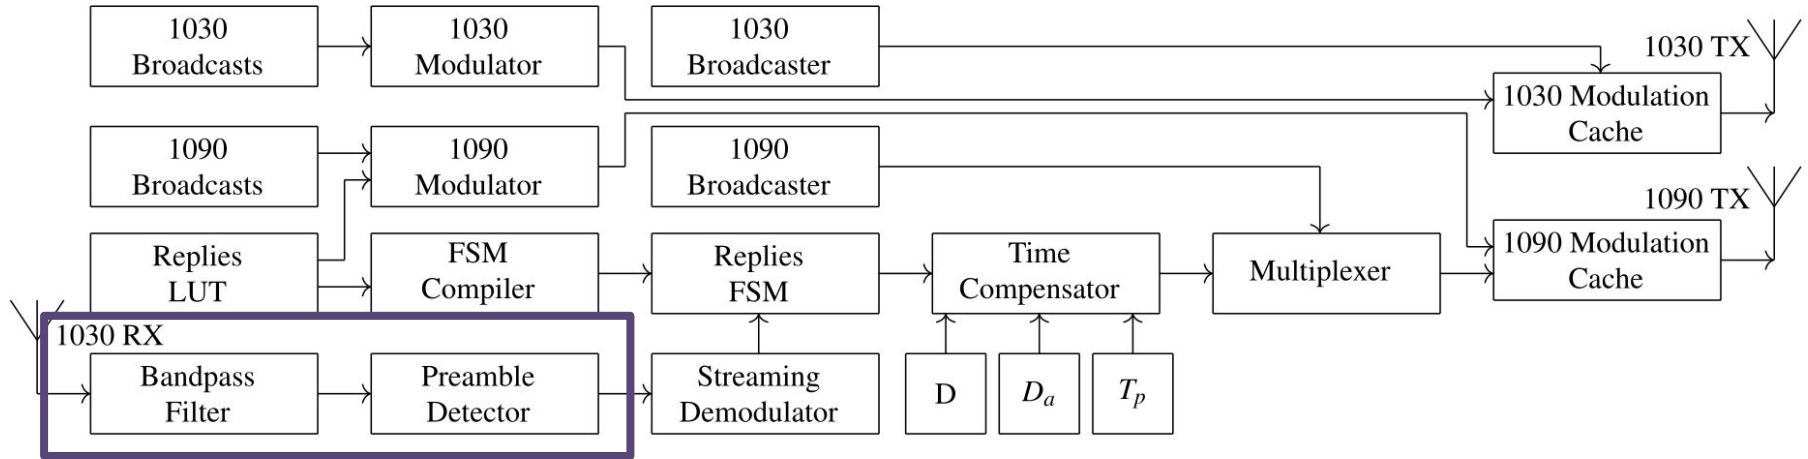 1030
Broadcasts
1030
Modulator
1030
Broadcaster
1030 TX
1030 Modulation
Cache
1090
Broadcasts
1090
Modulator
1090
Broadcaster
1090 TX
1090 Modulation
Cache
Replies
LUT
FSM
Compiler
Replies
FSM
Time
Compensator
Multiplexer
1030 RX
Bandpass
Filter
Preamble
Detector
Streaming
Demodulator
D
Da
Tp